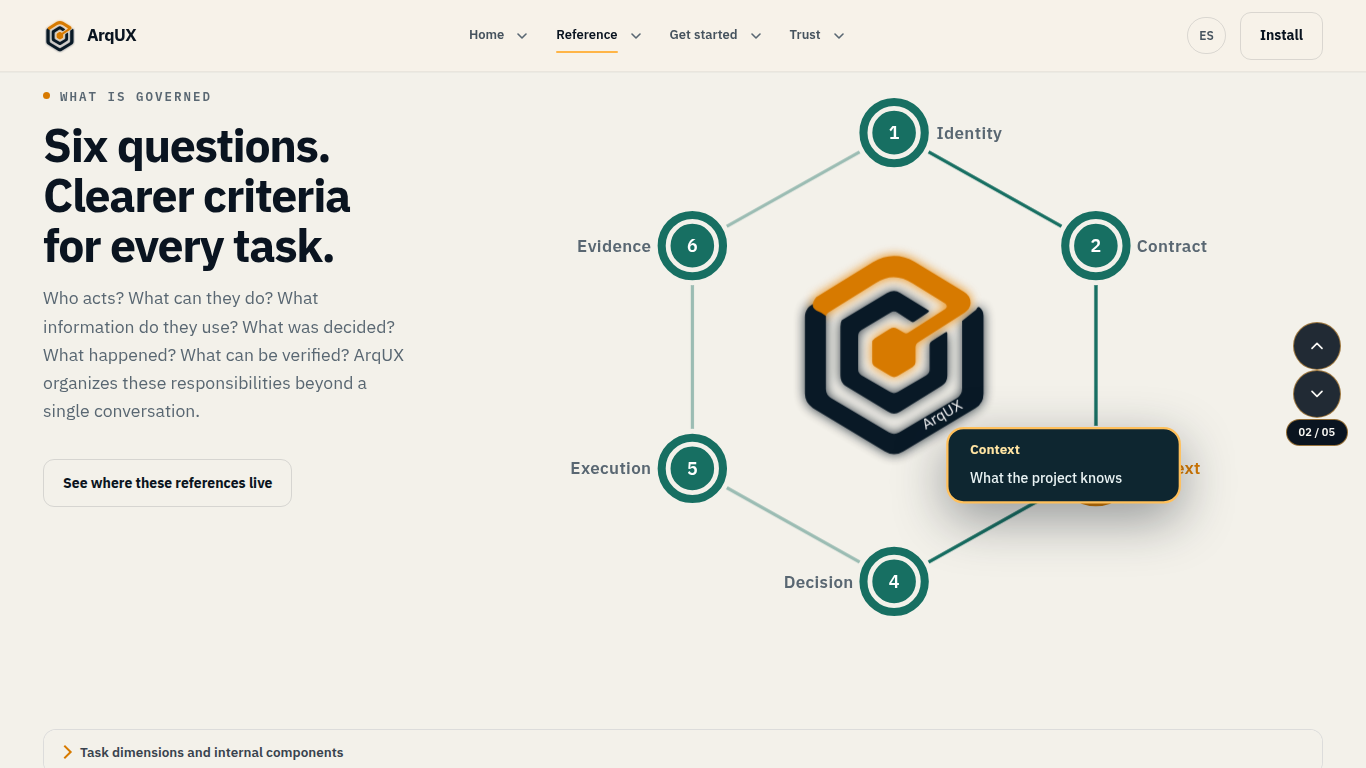 ArqUX
Home
Reference
Get started
Trust
ES
Install
WHAT IS GOVERNED
Six questions.
Clearer criteria
for every task.
Who acts? What can they do? What
information do they use? What was decided?
What happened? What can be verified? ArqUX
organizes these responsibilities beyond a
single conversation.
See where these references live
1 Identity
Evidence 6
2 Contract
ArqUX
Context
What the project knows
ext
Execution 5
Decision 4
02 / 05
Task dimensions and internal components